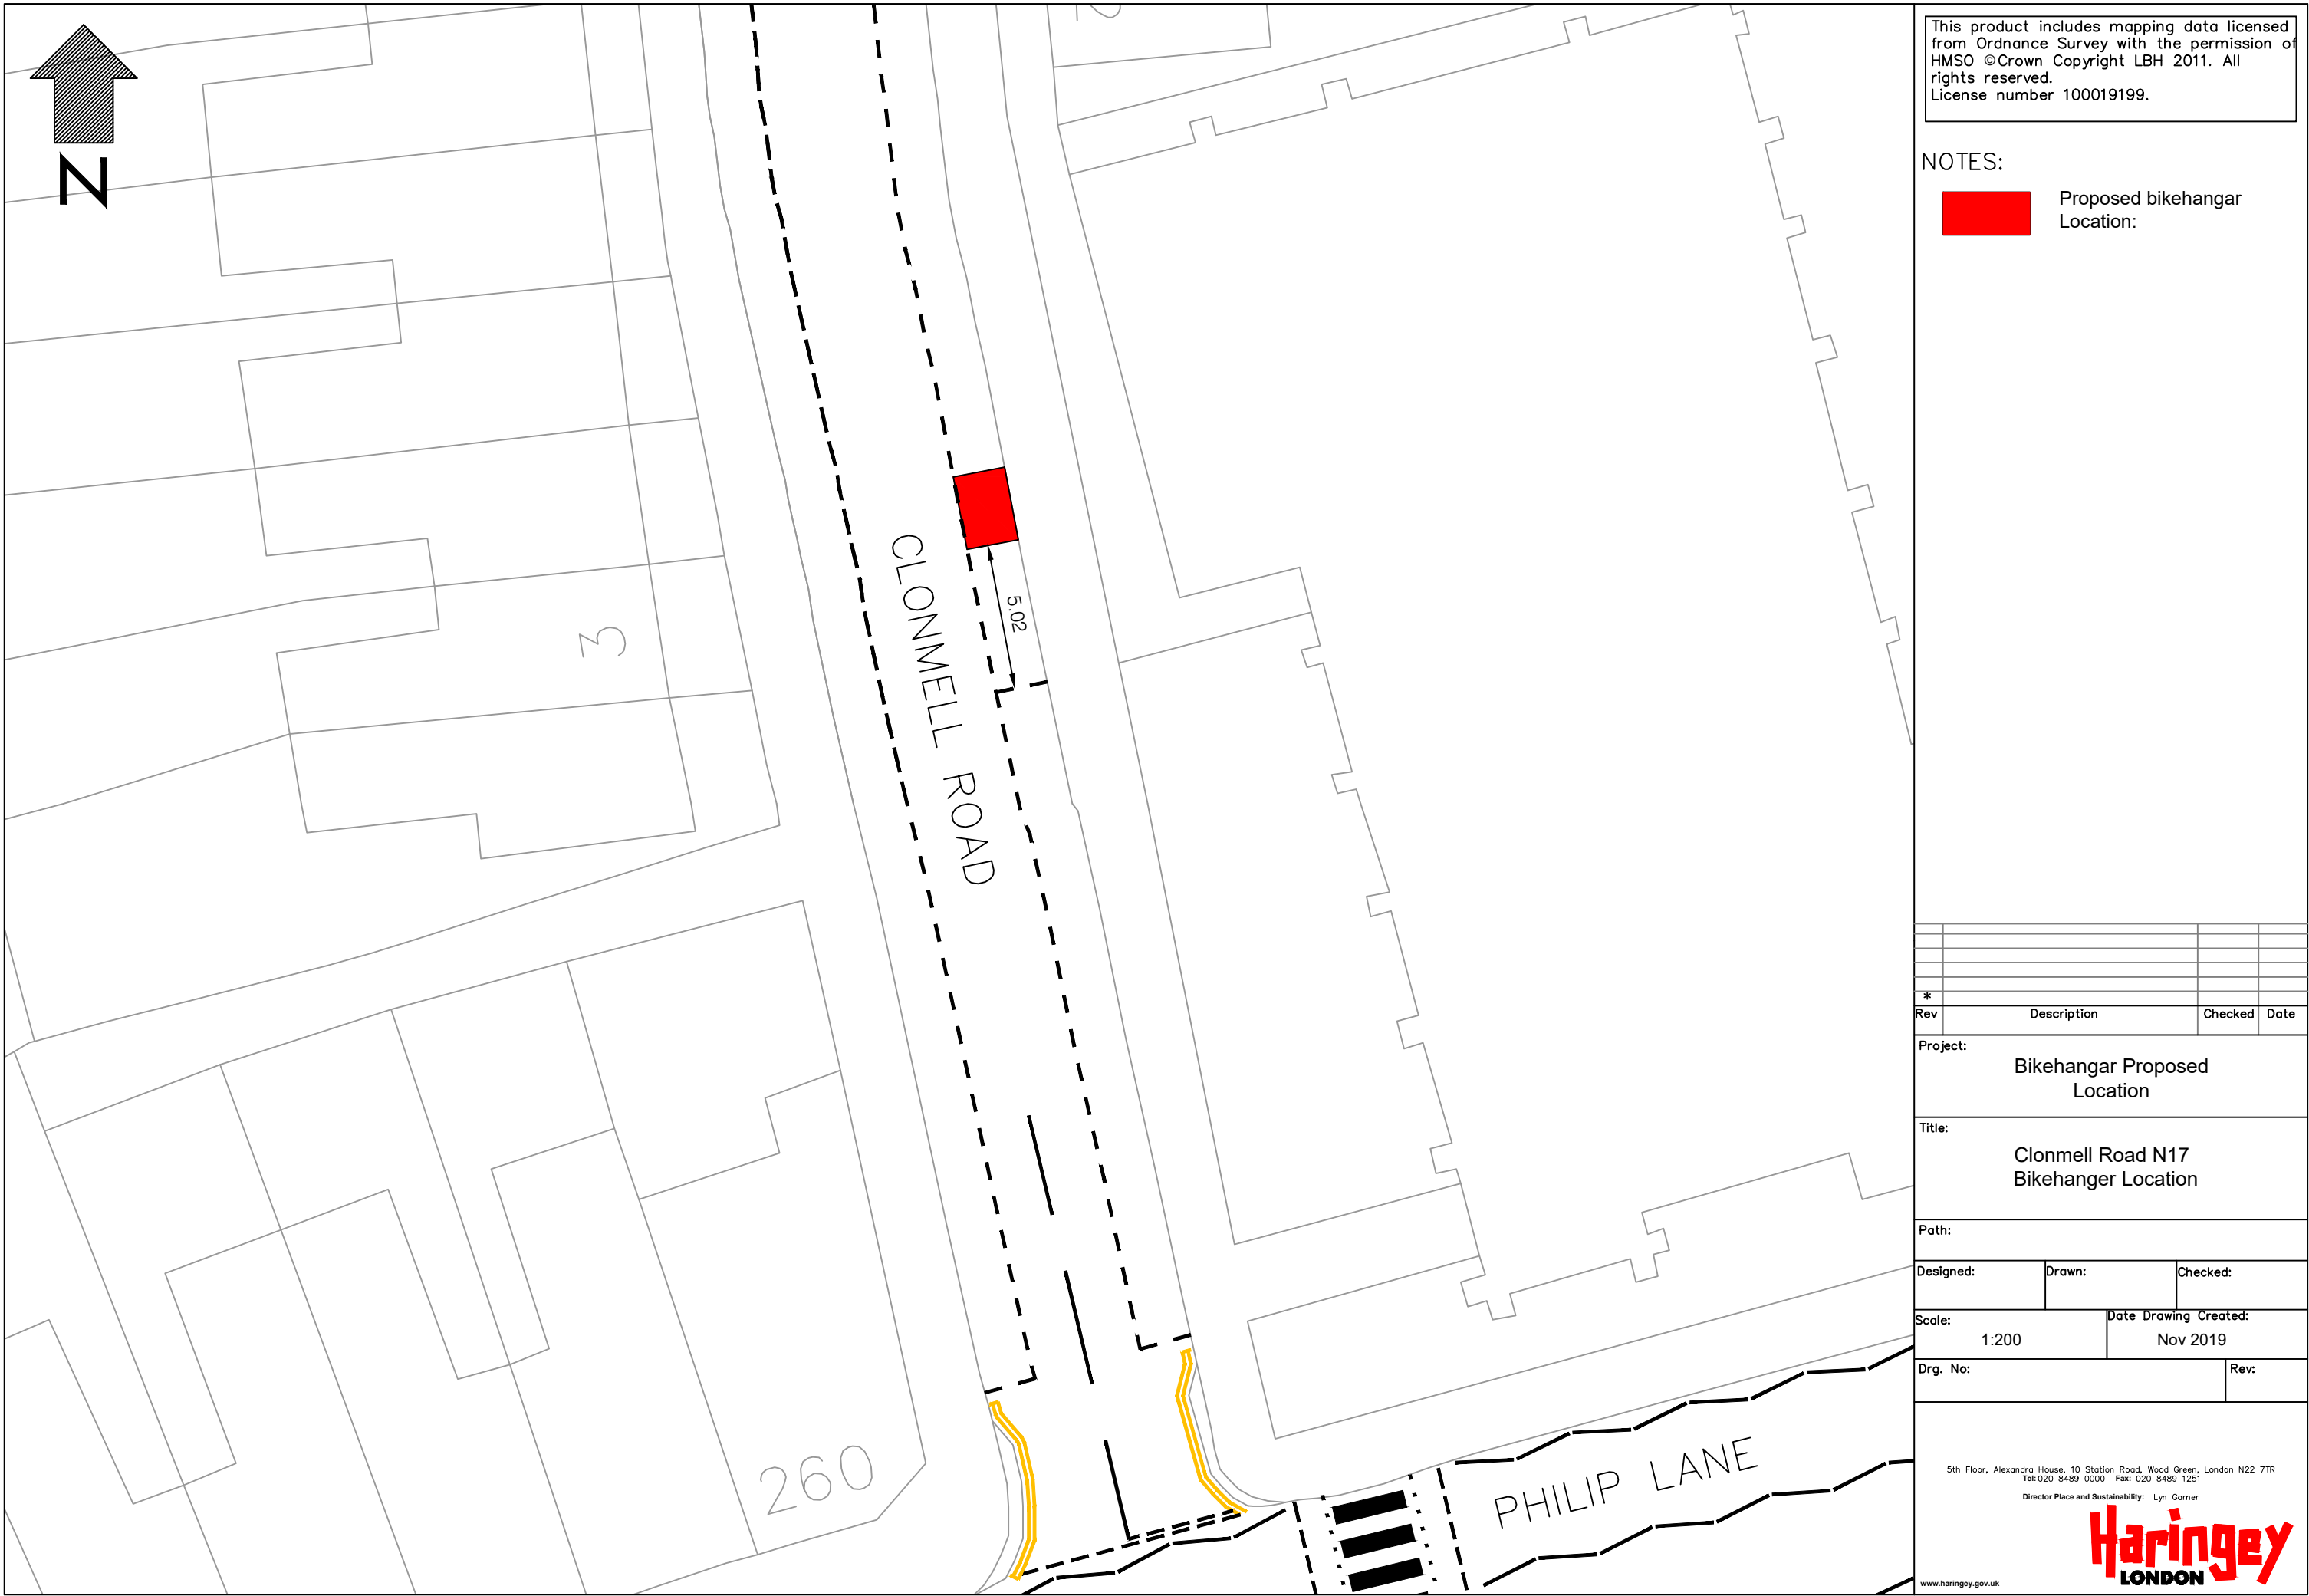 N
3
CLONMELL ROAD
5.02
260
PHILIP LANE
This product includes mapping data licensed
from Ordnance Survey with the permission of
HMSO ©Crown Copyright LBH 2011. All
rights reserved.
License number 100019199.
NOTES:
Proposed bikehangar
Location:
*
Rev Description Checked Date
Project:
Bikehangar Proposed
Location
Title:
Clonmell Road N17
Bikehanger Location
Path:
Designed: Drawn: Checked:
Scale: Date Drawing Created:
1:200 Nov 2019
Drg. No: Rev:
5th Floor, Alexandra House, 10 Station Road, Wood Green, London N22 7TR
Tel: 020 8489 0000 Fax: 020 8489 1251
Director Place and Sustainability: Lyn Garner
Haringey
LONDON
www.haringey.gov.uk